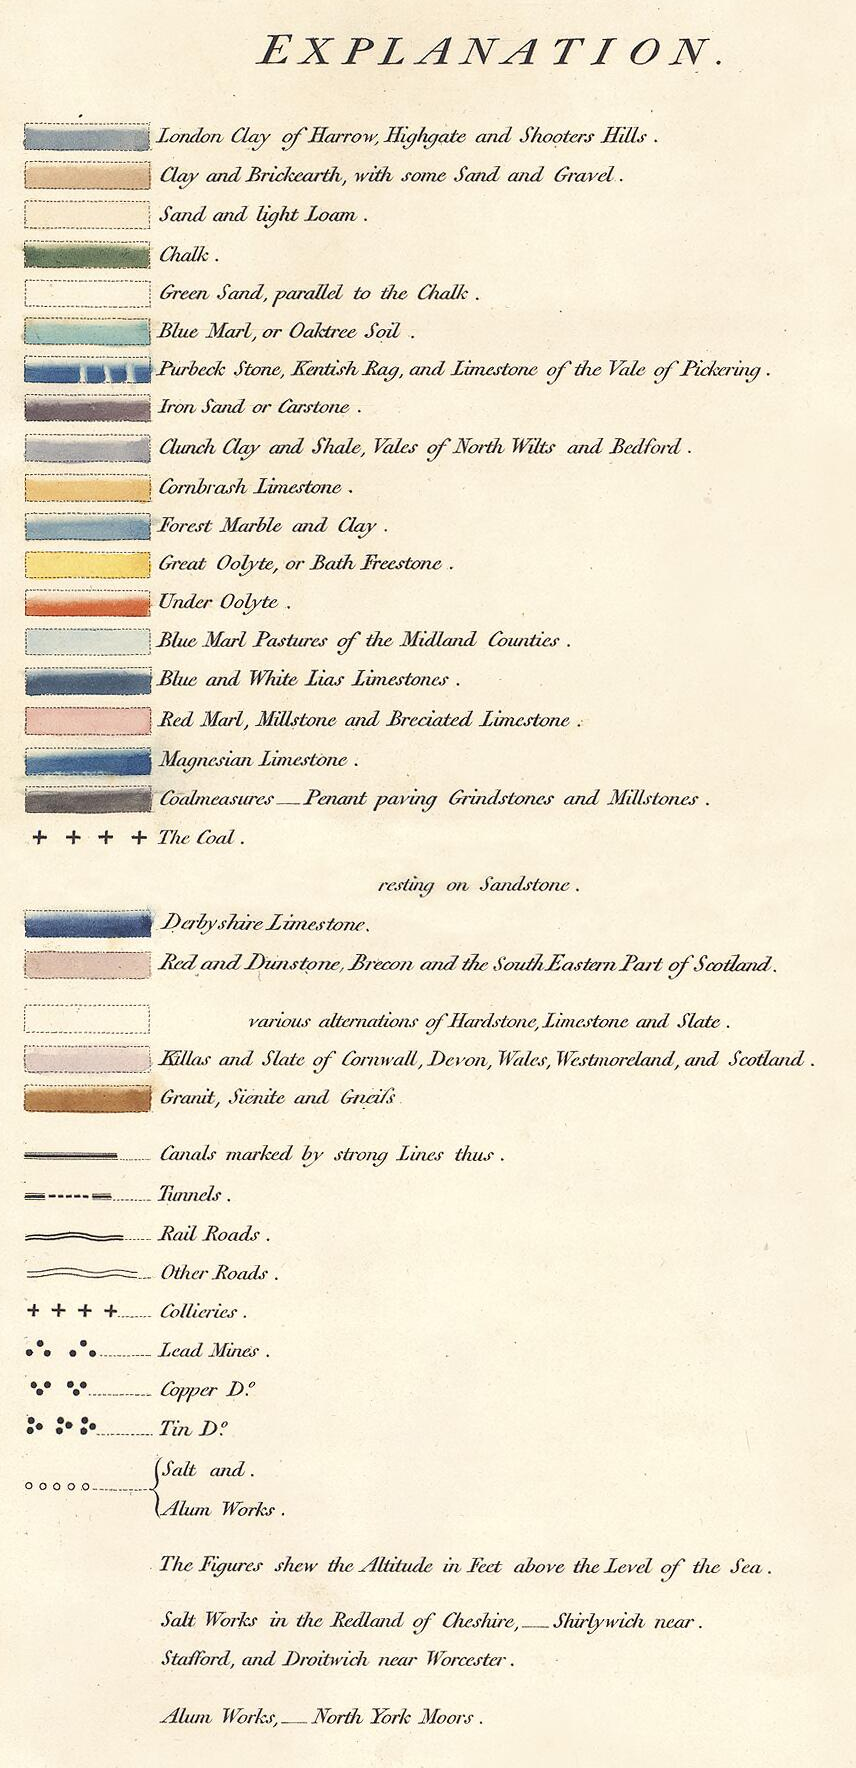 EXPLANATION.
London Clay of Harrow, Highgate and Shooters Hills.
Clay and Brickearth, with some Sand and Gravel.
Sand and light Loam.
Chalk.
Green Sand, parallel to the Chalk.
Blue Marl, or Oaktree Soil.
Purbeck Stone, Kentish Rag, and Limestone of the Vale of Pickering.
Iron Sand or Carstone.
Clunch Clay and Shale, Vales of North Wilts and Bedford.
Cornbrash Limestone.
Forest Marble and Clay.
Great Oolyte, or Bath Freestone.
Under Oolyte.
Blue Marl Pastures of the Midland Counties.
Blue and White Lias Limestones.
Red Marl, Millstone and Breciated Limestone.
Magnesian Limestone.
Coalmeasures — Penant paving Grindstones and Millstones.
+ + + + The Coal.
resting on Sandstone.
Derbyshire Limestone.
Red and Dunstone, Brecon and the South Eastern Part of Scotland.
various alternations of Hardstone, Limestone and Slate.
Killas and Slate of Cornwall, Devon, Wales, Westmoreland, and Scotland.
Granit, Sienite and Gneiſs
Canals marked by strong Lines thus.
Tunnels.
Rail Roads.
Other Roads.
+ + + + Collieries.
Lead Mines.
Copper Dº
Tin Dº
Salt and.
Alum Works.
The Figures shew the Altitude in Feet above the Level of the Sea.
Salt Works in the Redland of Cheshire, — Shirlywich near.
Stafford, and Droitwich near Worcester.
Alum Works, — North York Moors.